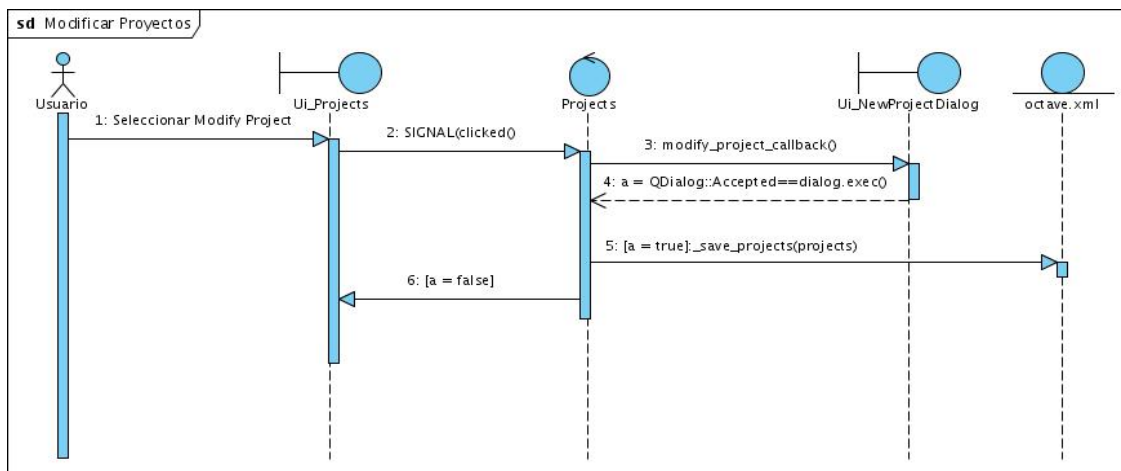 sd Modificar Proyectos
Usuario
Ui_Projects
Projects
Ui_NewProjectDialog
octave.xml
1: Seleccionar Modify Project
2: SIGNAL(clicked()
3: modify_project_callback()
4: a = QDialog::Accepted==dialog.exec()
5: [a = true]:_save_projects(projects)
6: [a = false]